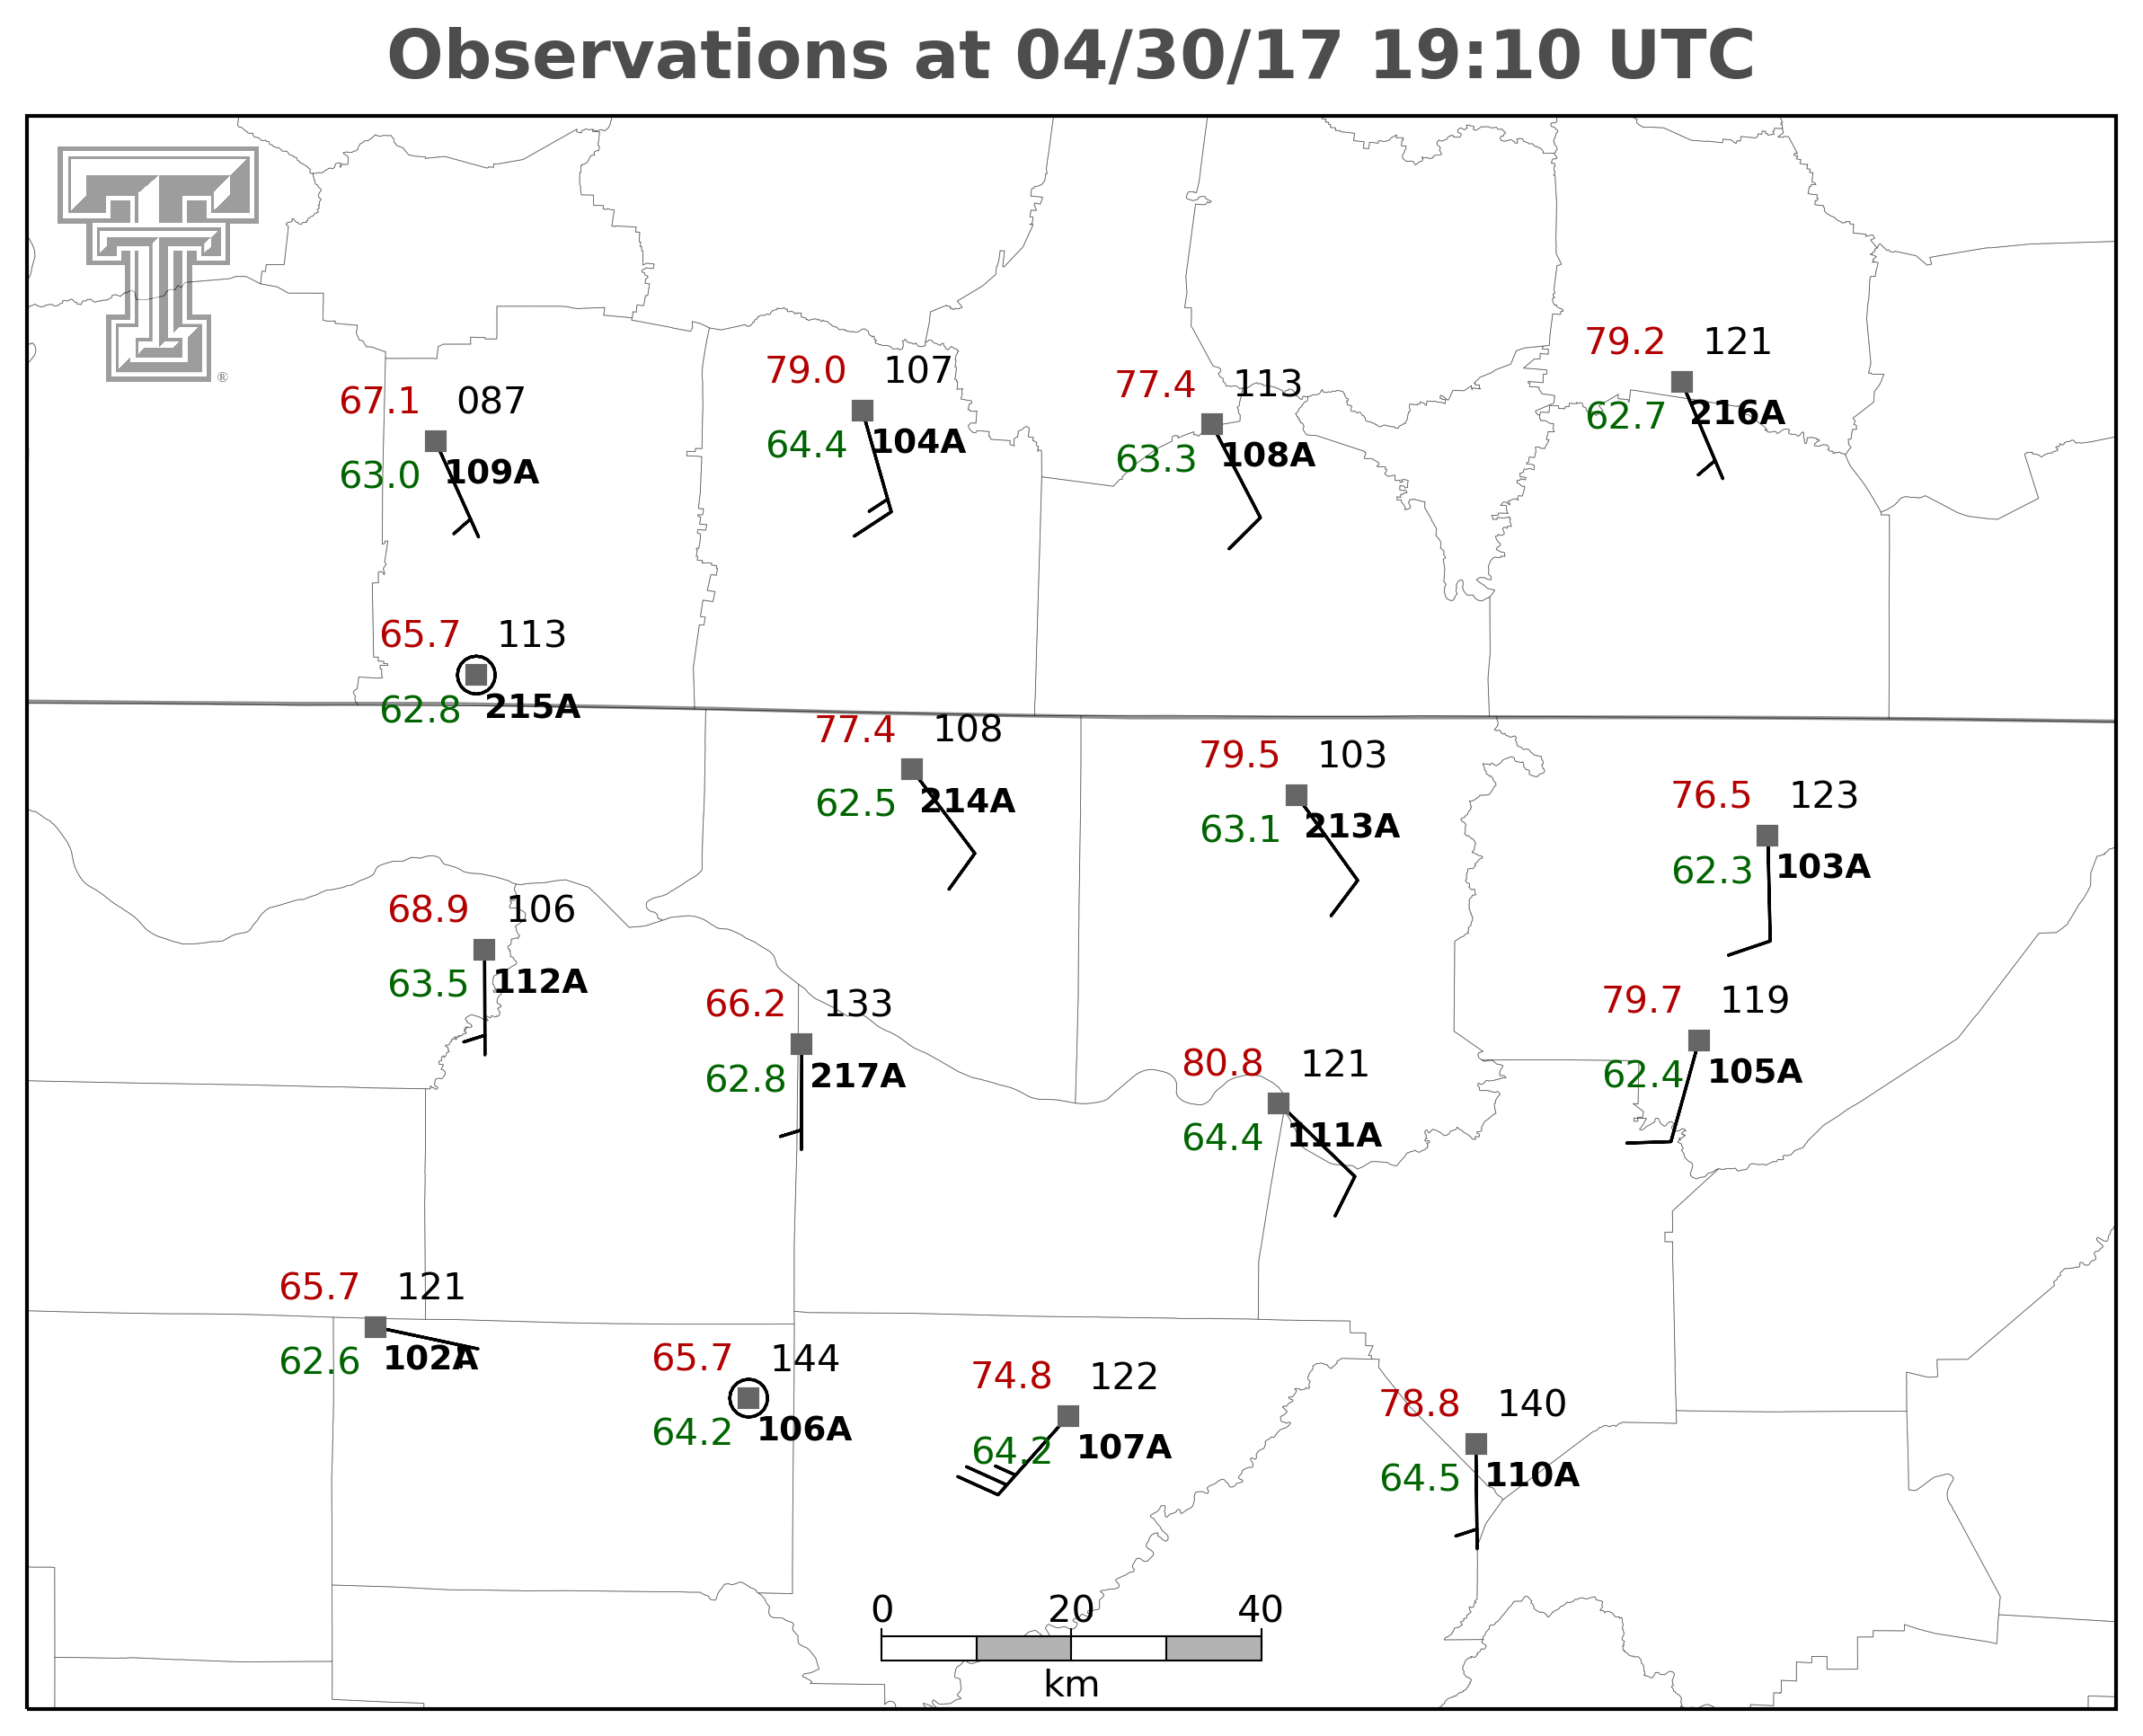 Observations at 04/30/17 19:10 UTC
®
79.2 121
62.7 216A
79.0 107
64.4 104A
77.4 113
63.3 108A
67.1 087
63.0 109A
65.7 113
62.8 215A
77.4 108
62.5 214A
79.5 103
63.1 213A
76.5 123
62.3 103A
68.9 106
63.5 112A
66.2 133
62.8 217A
79.7 119
62.4 105A
80.8 121
64.4 111A
65.7 121
62.6 102A
65.7 144
64.2 106A
74.8 122
64.2 107A
78.8 140
64.5 110A
0 20 40
km